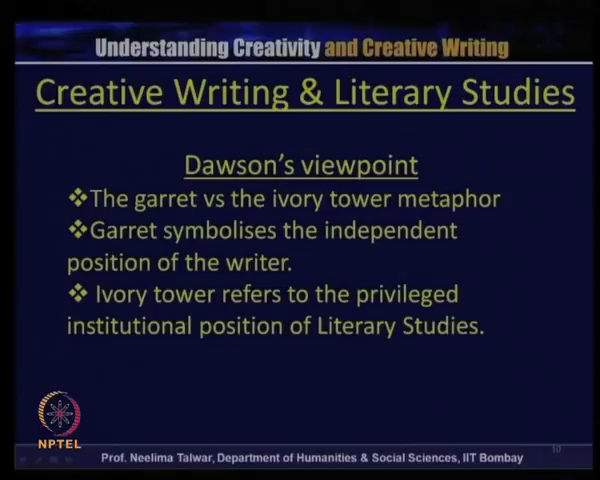 Understanding Creativity and Creative Writing
Creative Writing & Literary Studies
Dawson's viewpoint
❖The garret vs the ivory tower metaphor
❖Garret symbolises the independent
position of the writer.
❖ Ivory tower refers to the privileged
institutional position of Literary Studies.
NPTEL
10
Prof. Neelima Talwar, Department of Humanities & Social Sciences, IIT Bombay